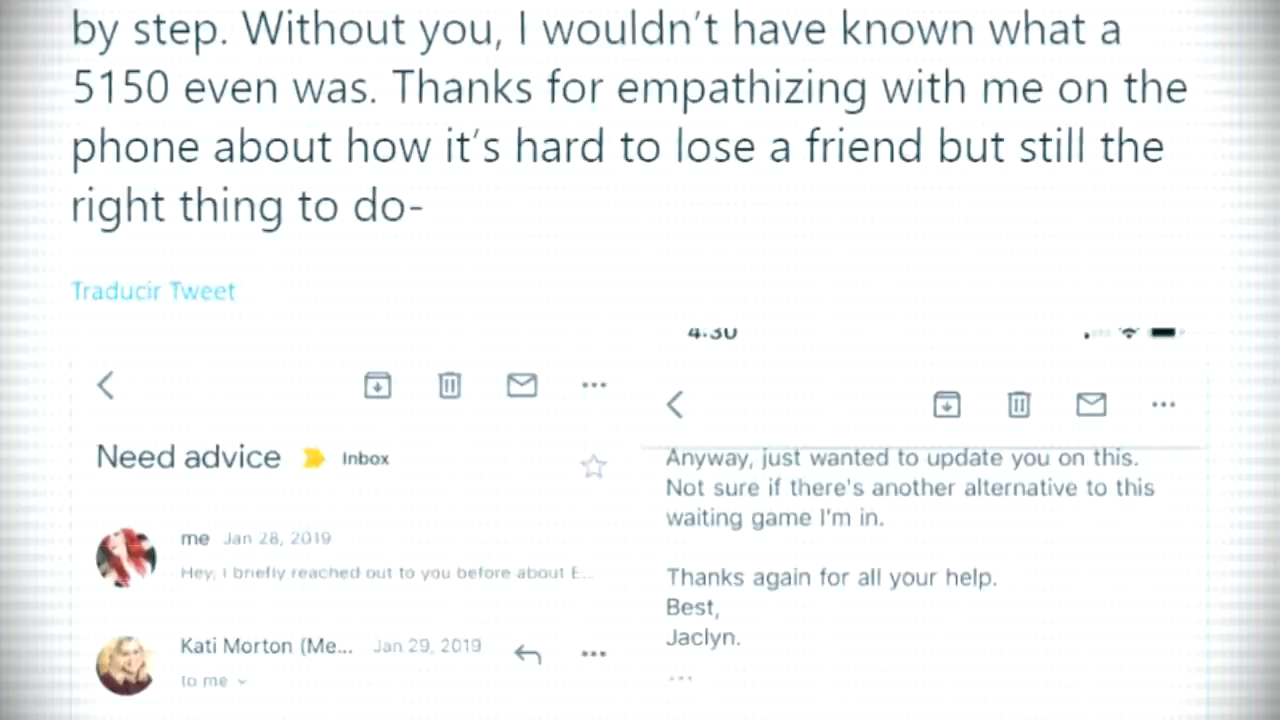 by step. Without you, I wouldn't have known what a
5150 even was. Thanks for empathizing with me on the
phone about how it's hard to lose a friend but still the
right thing to do-
Traducir Tweet
4:30
Need advice Inbox
me Jan 28, 2019
Hey, I briefly reached out to you before about E...
Kati Morton (Me... Jan 29, 2019
to me
Anyway, just wanted to update you on this.
Not sure if there's another alternative to this
waiting game I'm in.
Thanks again for all your help.
Best,
Jaclyn.
...